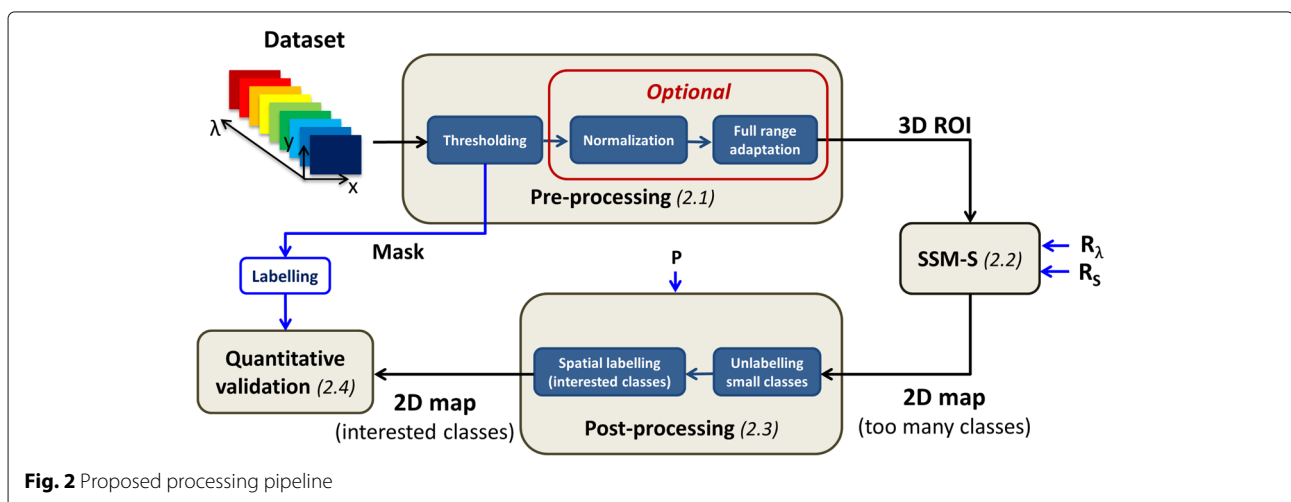 Dataset
λ
y
x
Optional
Thresholding
Normalization
Full range
adaptation
Pre-processing (2.1)
3D ROI
Mask
Labelling
P
SSM-S (2.2)
Rλ
RS
Quantitative
validation (2.4)
2D map
(interested classes)
Spatial labelling
(interested classes)
Unlabelling
small classes
Post-processing (2.3)
2D map
(too many classes)
Fig. 2 Proposed processing pipeline